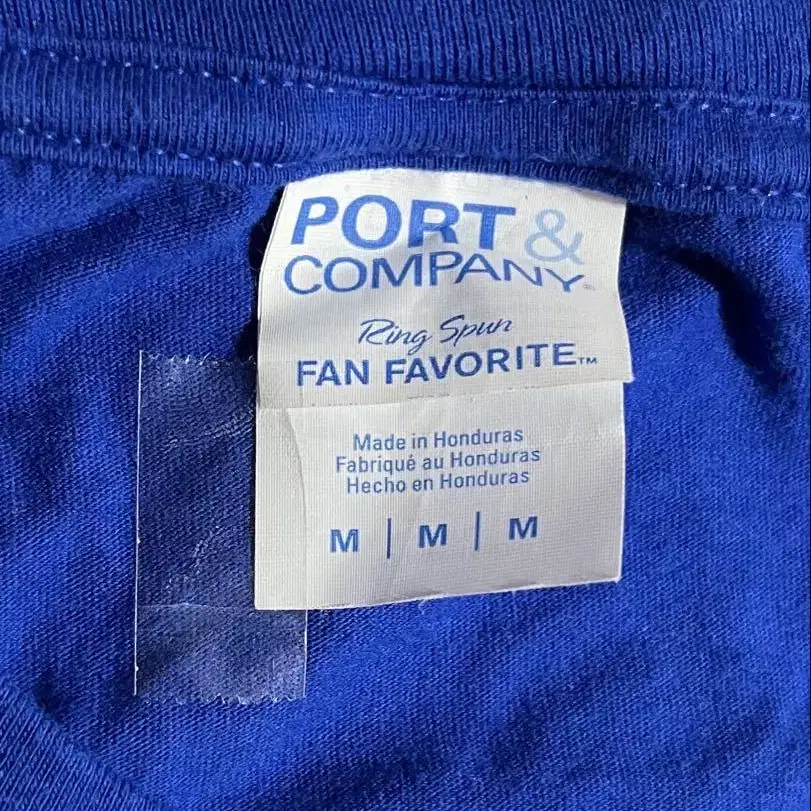 PORT &
COMPANY
Ring Spun
FAN FAVORITE™
Made in Honduras
Fabriqué au Honduras
Hecho en Honduras
M | M | M